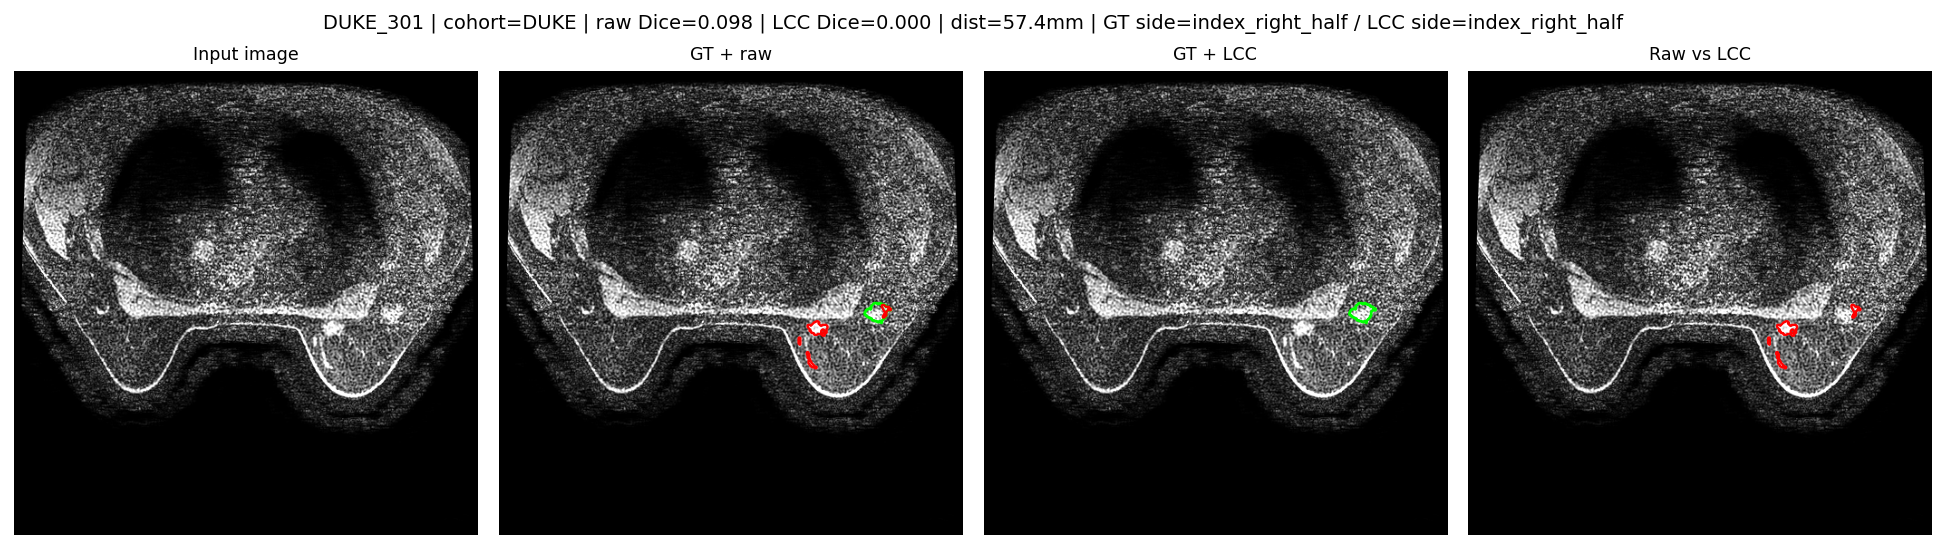 DUKE_301 | cohort=DUKE | raw Dice=0.098 | LCC Dice=0.000 | dist=57.4mm | GT side=index_right_half / LCC side=index_right_half
Input image
GT + raw
GT + LCC
Raw vs LCC